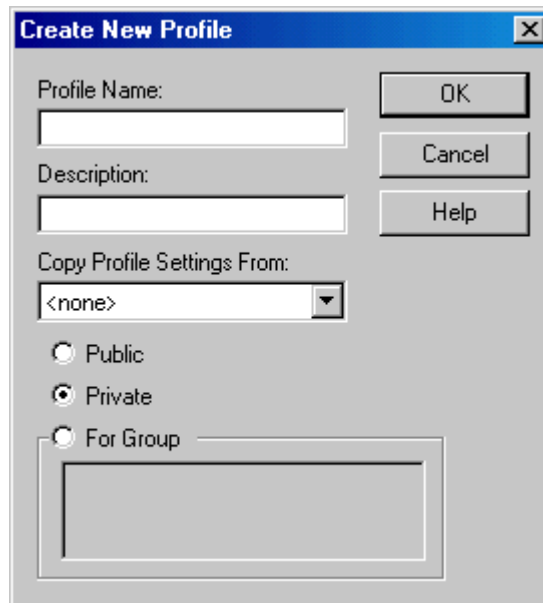 Create New Profile
Profile Name:
OK
Cancel
Description:
Help
Copy Profile Settings From:
<none>
Public
Private
For Group